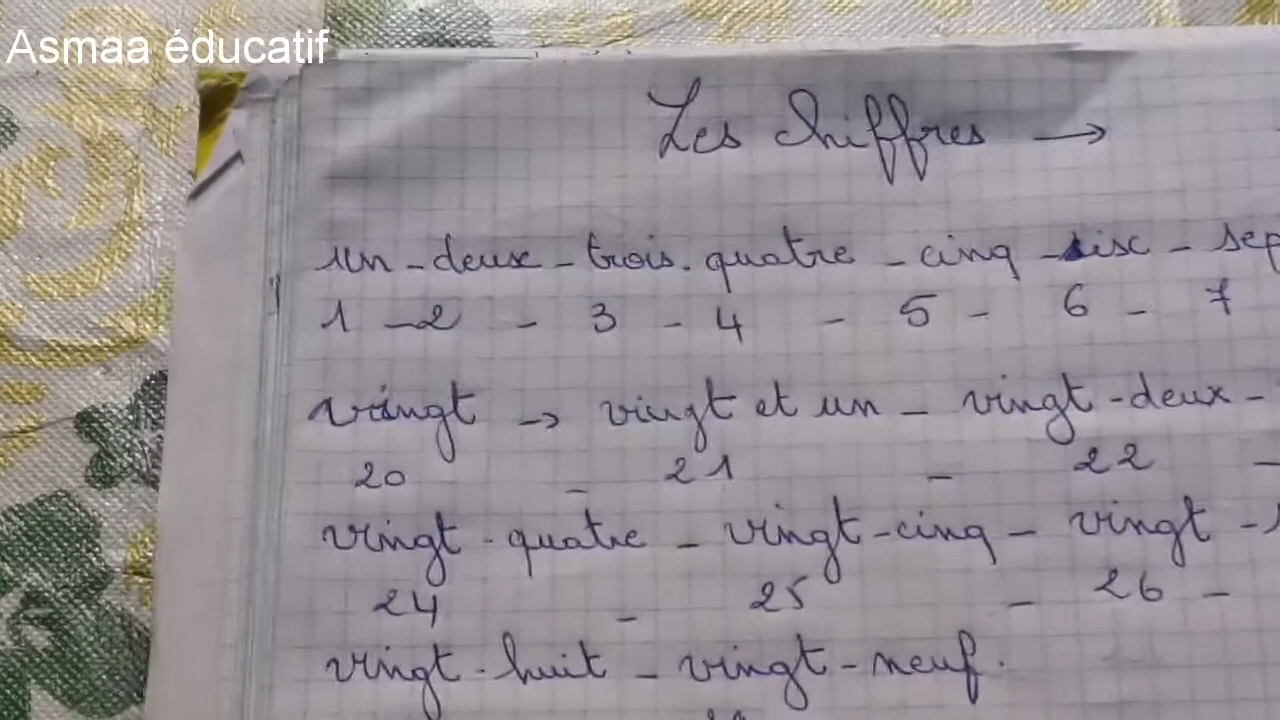 Asmaa éducatif
Les chiffres →
un - deux - trois - quatre - cinq - six - sep
1 - 2 - 3 - 4 - 5 - 6 - 7
vingt → vingt et un - vingt-deux -
20 - 21 - 22 -
vingt-quatre - vingt-cinq - vingt -
24 - 25 - 26 -
vingt-huit - vingt-neuf.